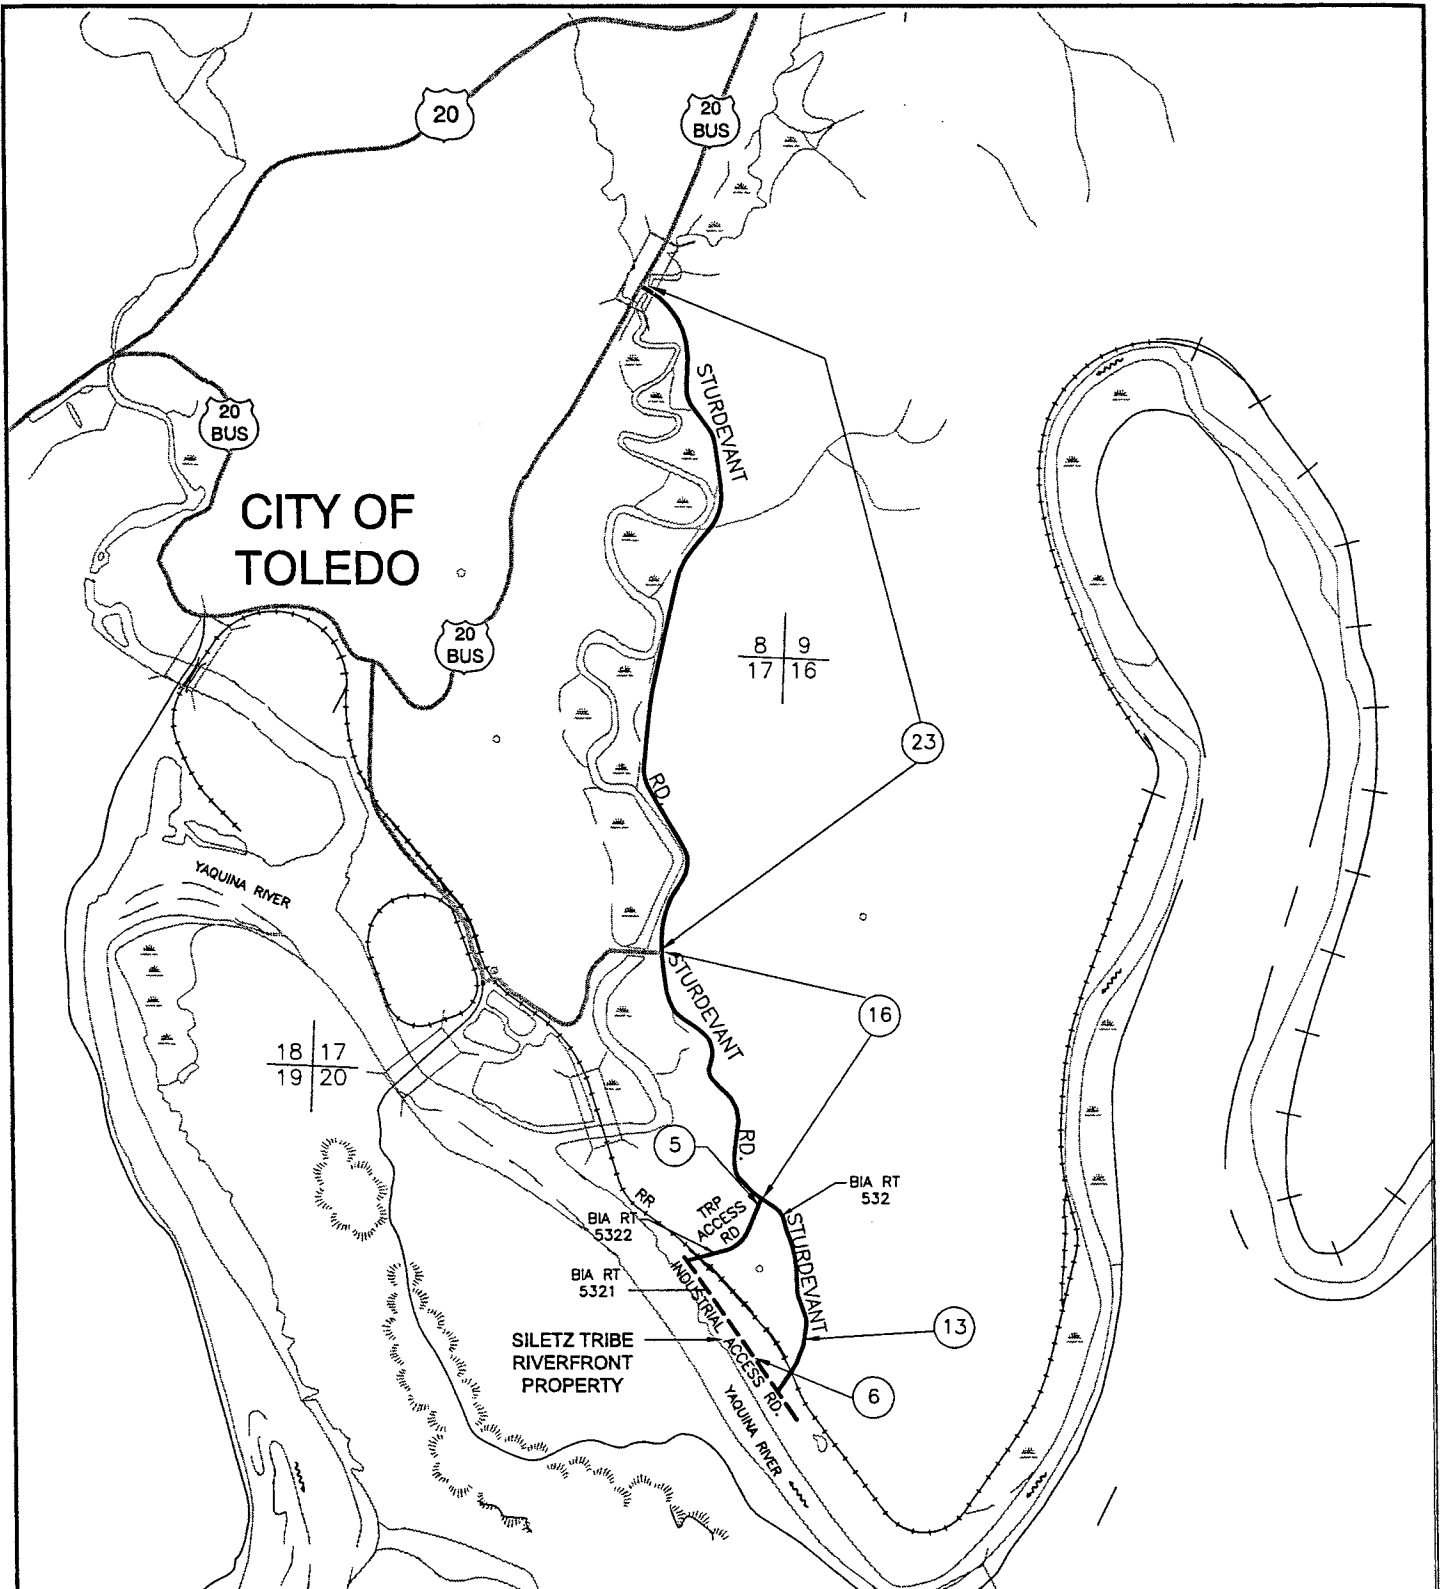 20
20
BUS
STURDEVANT
20
BUS
CITY OF
TOLEDO
20
BUS
8 9
17 16
23
RD.
YAQUINA RIVER
STURDEVANT
16
18 17
19 20
5
RD.
BIA RT
532
RR
TRP
ACCESS
RD
BIA RT
5322
STURDEVANT
BIA RT
5321
INDUSTRIAL ACCESS RD.
13
SILETZ TRIBE
RIVERFRONT
PROPERTY
6
YAQUINA RIVER